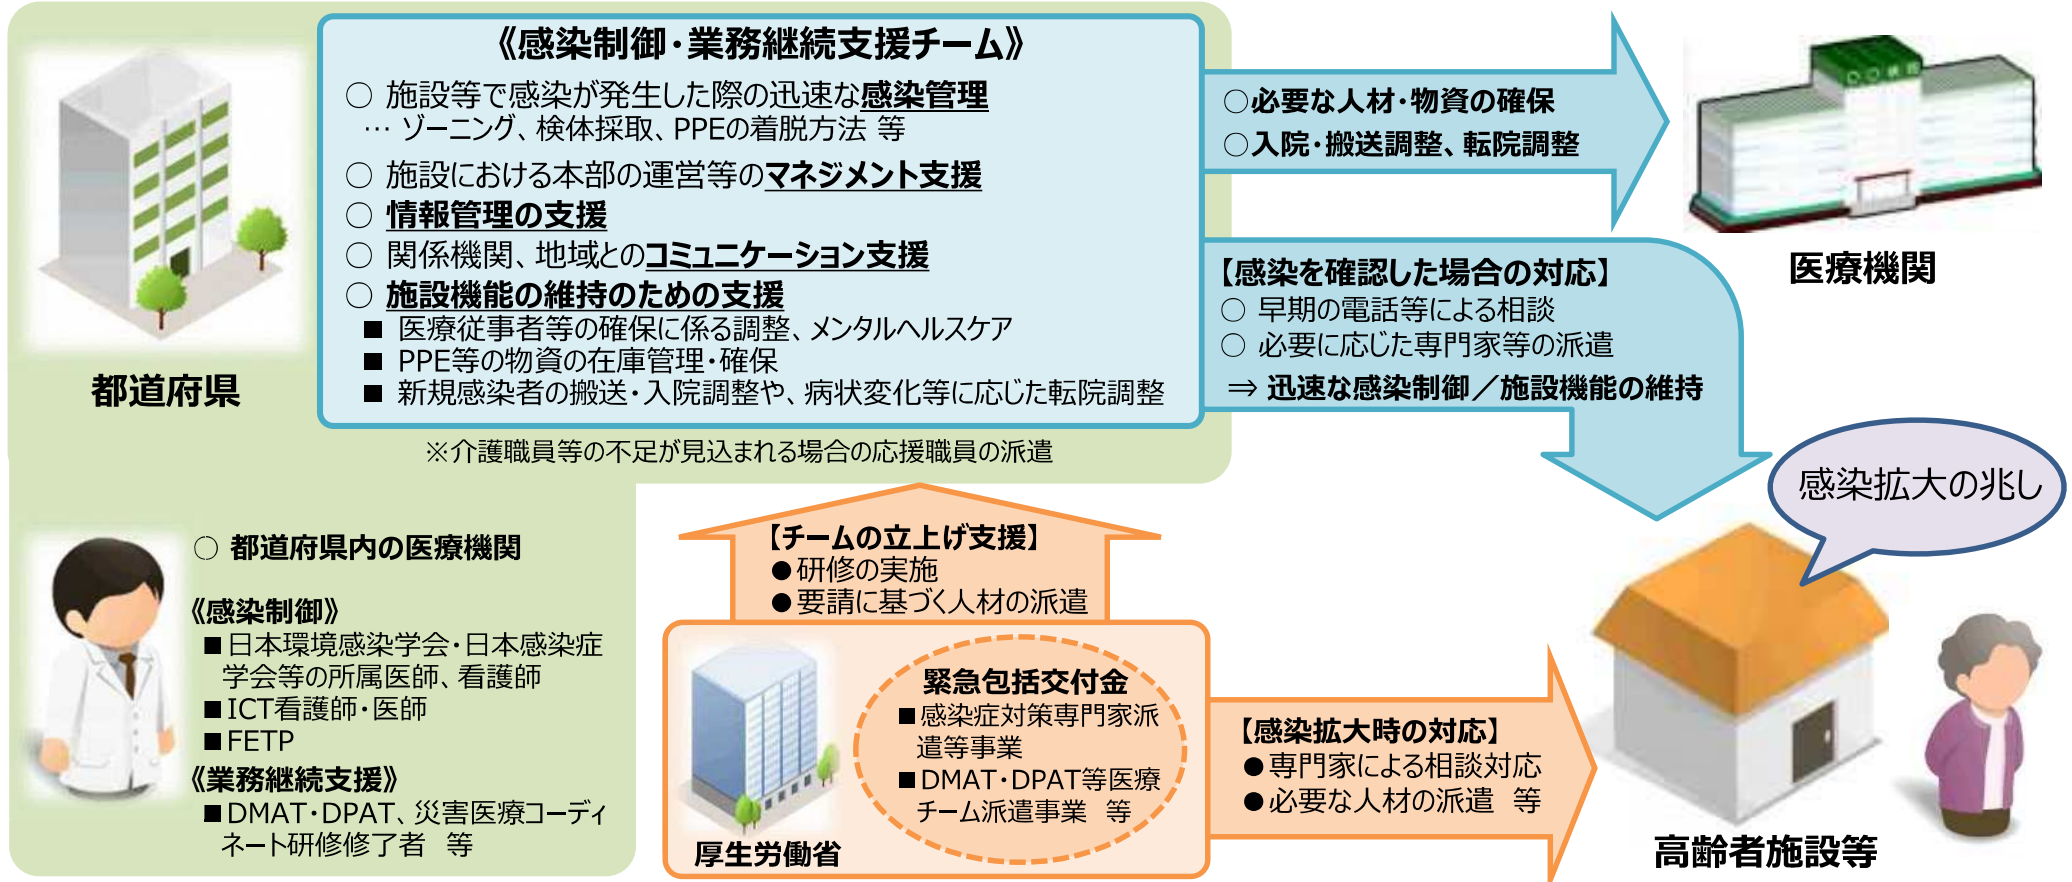 《感染制御・業務継続支援チーム》
○ 施設等で感染が発生した際の迅速な感染管理
… ゾーニング、検体採取、PPEの着脱方法 等
○ 施設における本部の運営等のマネジメント支援
○ 情報管理の支援
○ 関係機関、地域とのコミュニケーション支援
○ 施設機能の維持のための支援
■ 医療従事者等の確保に係る調整、メンタルヘルスケア
■ PPE等の物資の在庫管理・確保
■ 新規感染者の搬送・入院調整や、病状変化等に応じた転院調整
※介護職員等の不足が見込まれる場合の応援職員の派遣
都道府県
○ 都道府県内の医療機関
《感染制御》
■日本環境感染学会・日本感染症
学会等の所属医師、看護師
■ICT看護師・医師
■FETP
《業務継続支援》
■DMAT・DPAT、災害医療コーディ
ネート研修修了者 等
○必要な人材・物資の確保
○入院・搬送調整、転院調整
医療機関
【感染を確認した場合の対応】
○ 早期の電話等による相談
○ 必要に応じた専門家等の派遣
⇒ 迅速な感染制御／施設機能の維持
感染拡大の兆し
【チームの立上げ支援】
●研修の実施
●要請に基づく人材の派遣
緊急包括交付金
■感染症対策専門家派
遣等事業
■DMAT・DPAT等医療
チーム派遣事業 等
厚生労働省
【感染拡大時の対応】
●専門家による相談対応
●必要な人材の派遣 等
高齢者施設等